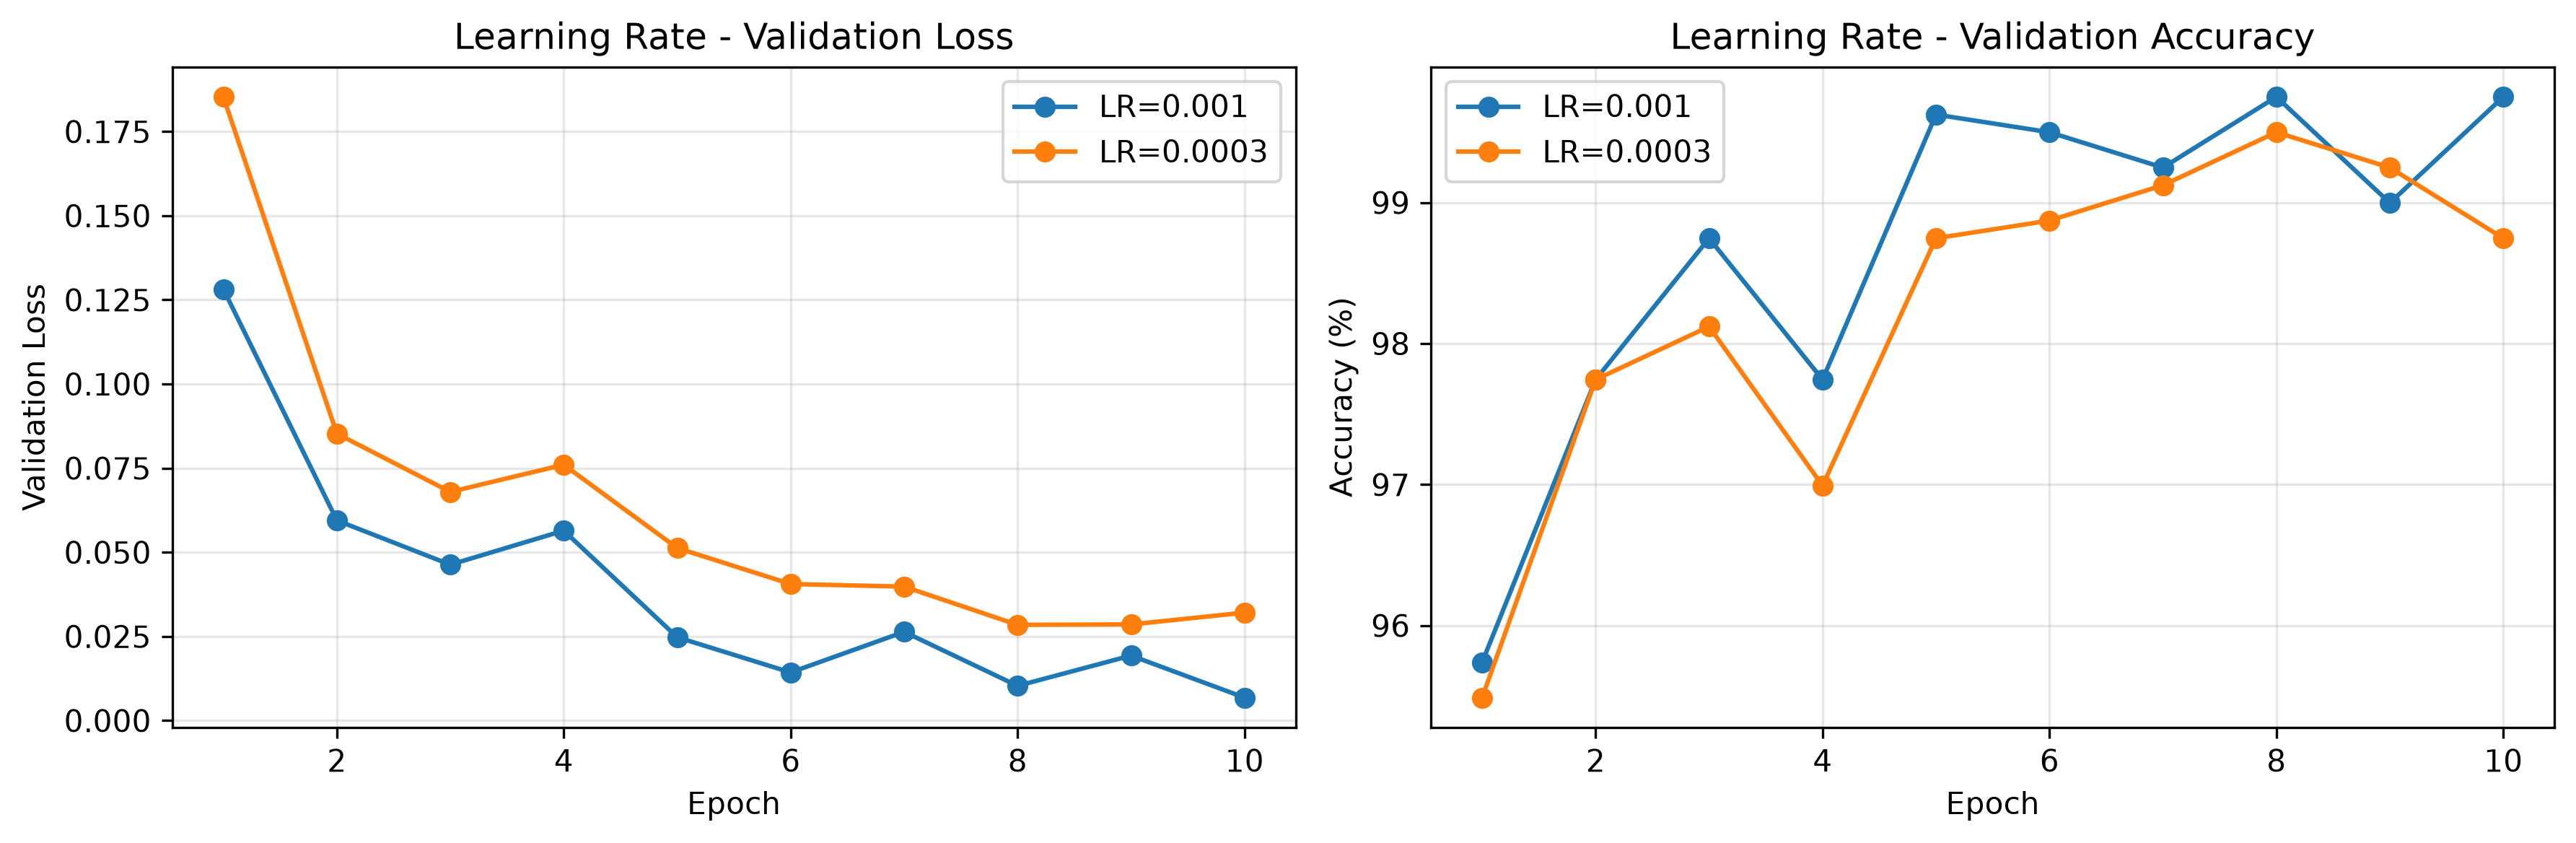 Learning Rate - Validation Loss
LR=0.001
LR=0.0003
0.175
0.150
0.125
0.100
0.075
0.050
0.025
0.000
Validation Loss
2 4 6 8 10
Epoch
Learning Rate - Validation Accuracy
LR=0.001
LR=0.0003
99
98
97
96
Accuracy (%)
2 4 6 8 10
Epoch